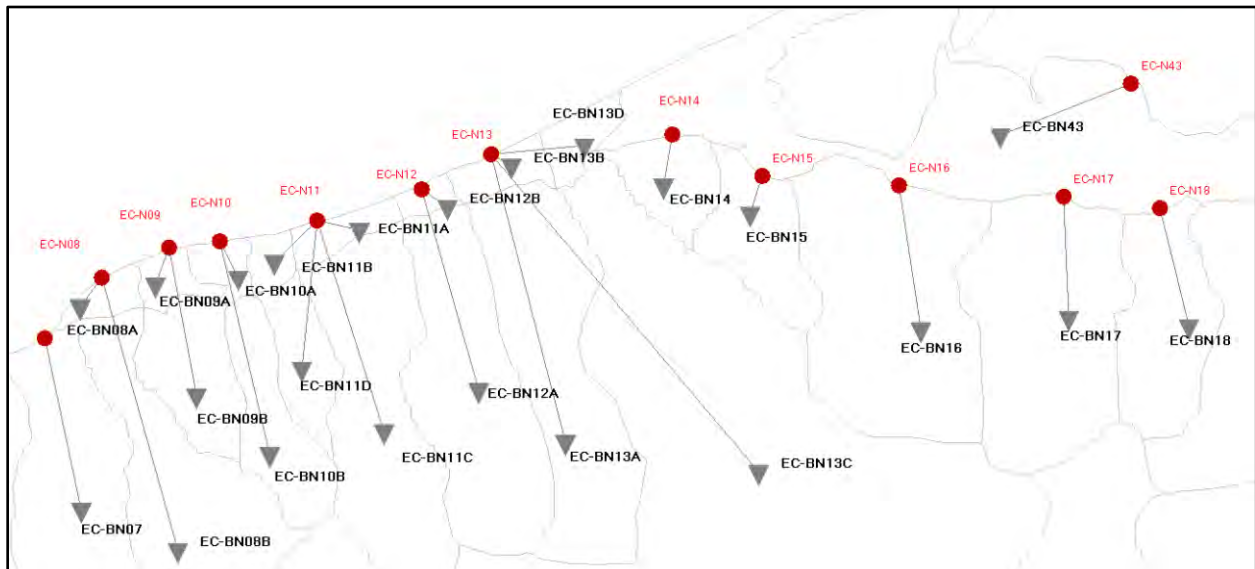 EC-N43
EC-BN13D
EC-N14
EC-BN43
EC-N13
EC-BN13B
EC-N15
EC-N16
EC-N12
EC-BN12B
EC-BN14
EC-N17
EC-N18
EC-N11
EC-N09
EC-N10
EC-BN11A
EC-BN15
EC-N08
EC-BN11B
EC-BN10A
EC-BN09A
EC-BN08A
EC-BN16
EC-BN17
EC-BN18
EC-BN11D
EC-BN12A
EC-BN09B
EC-BN11C
EC-BN13A
EC-BN13C
EC-BN10B
EC-BN07
EC-BN08B